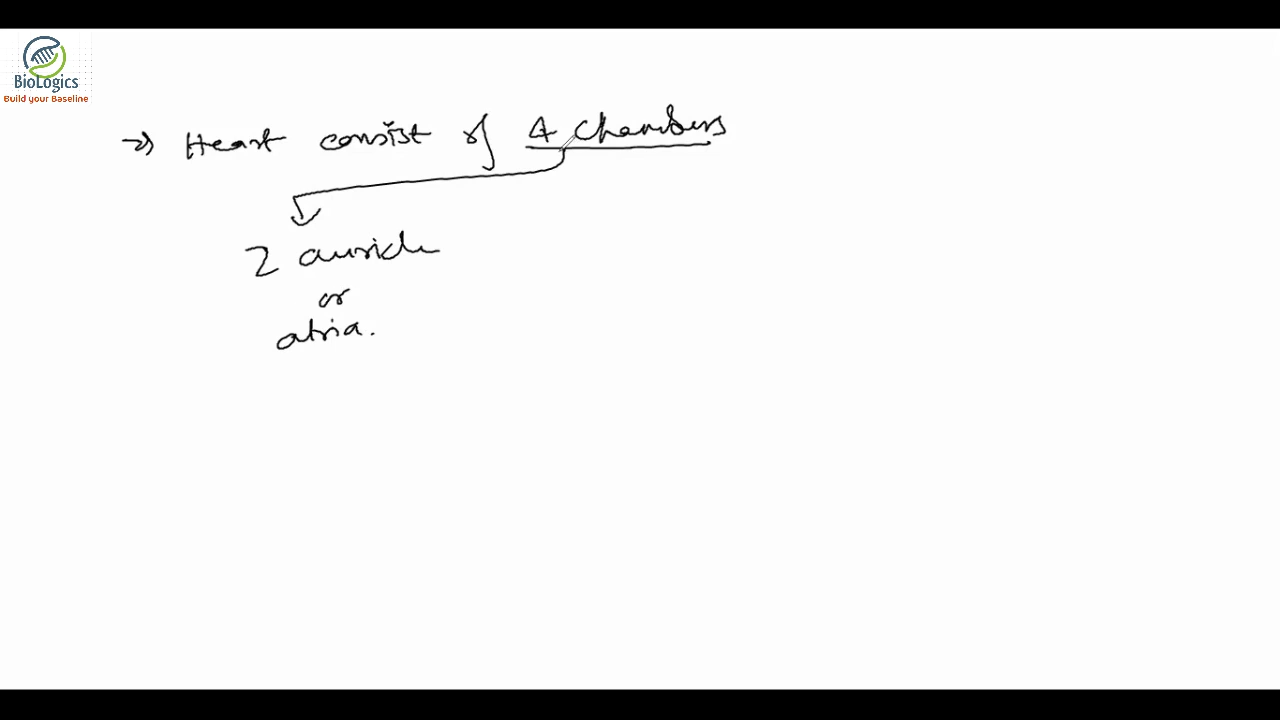 BioLogics
Build your Baseline
→ Heart consist of 4 chambers
2 auricle
or
atria.